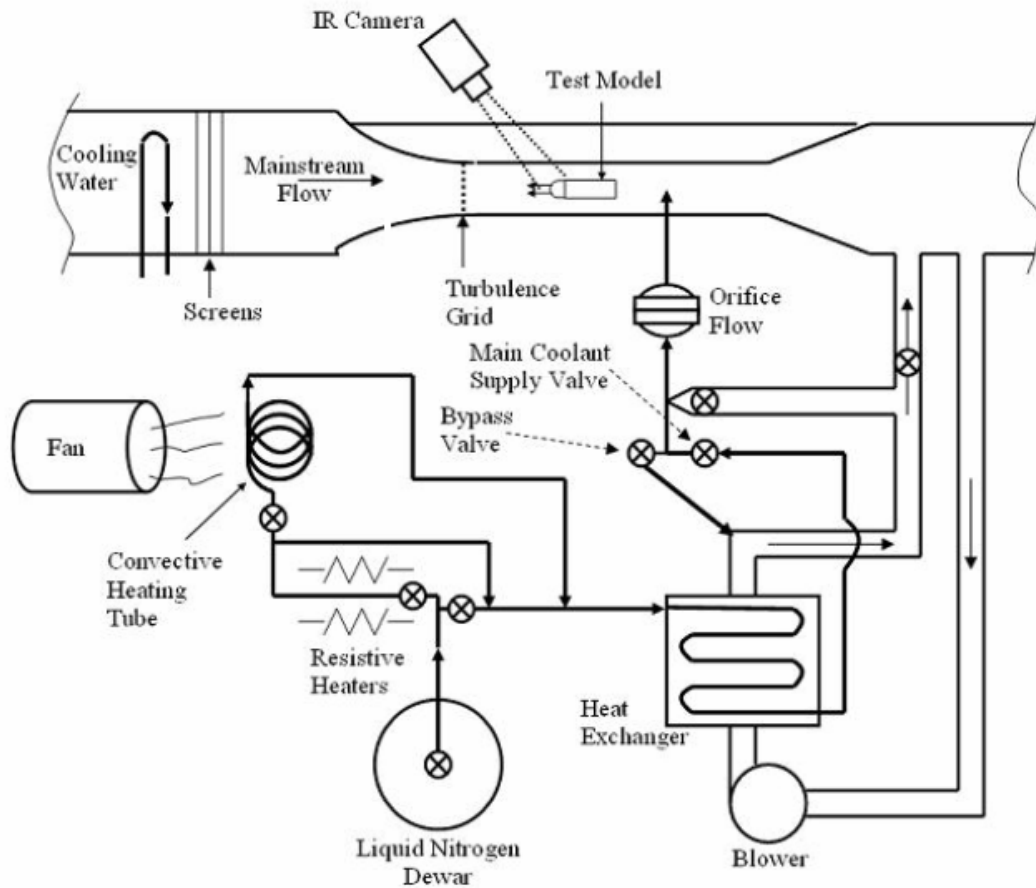 IR Camera
Test Model
Cooling
Water
Mainstream
Flow
Screens
Turbulence
Grid
Orifice
Flow
Main Coolant
Supply Valve
Bypass
Valve
Fan
Convective
Heating
Tube
Resistive
Heaters
Heat
Exchanger
Liquid Nitrogen
Dewar
Blower